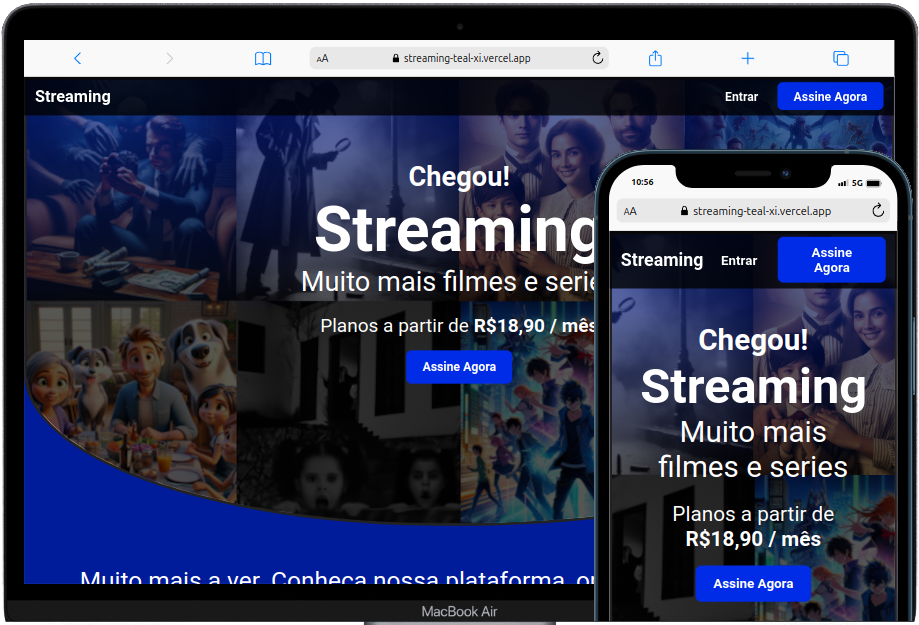 AA
streaming-teal-xi.vercel.app
Streaming
Entrar
Assine Agora
Chegou!
Streaming
Muito mais filmes e serie
Planos a partir de R$18,90 / mês
Assine Agora
Muito mais a ver. Conheça nossa plataforma, ou
MacBook Air
10:56
5G
AA
streaming-teal-xi.vercel.app
Streaming
Entrar
Assine
Agora
Chegou!
Streaming
Muito mais
filmes e series
Planos a partir de
R$18,90 / mês
Assine Agora